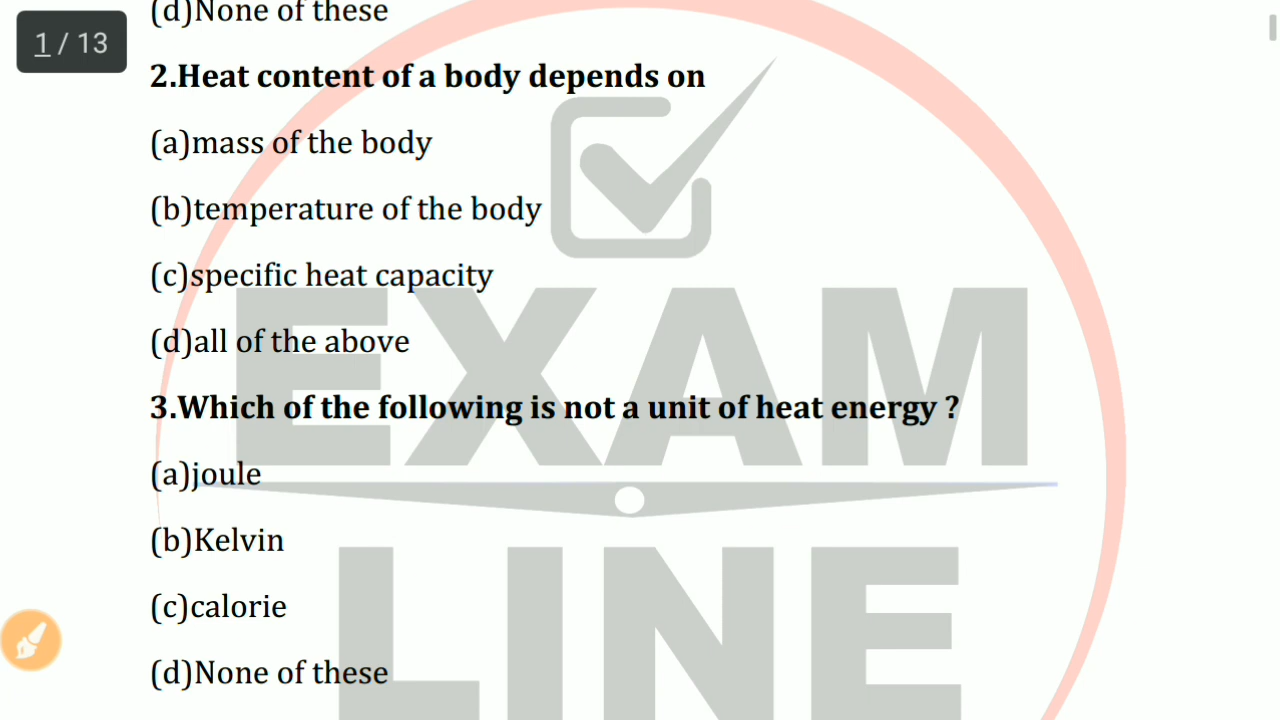 (d)None of these
1 / 13
2.Heat content of a body depends on
(a)mass of the body
(b)temperature of the body
(c)specific heat capacity
(d)all of the above
EXAM
3.Which of the following is not a unit of heat energy ?
(a)joule
(b)Kelvin
LINE
(c)calorie
(d)None of these